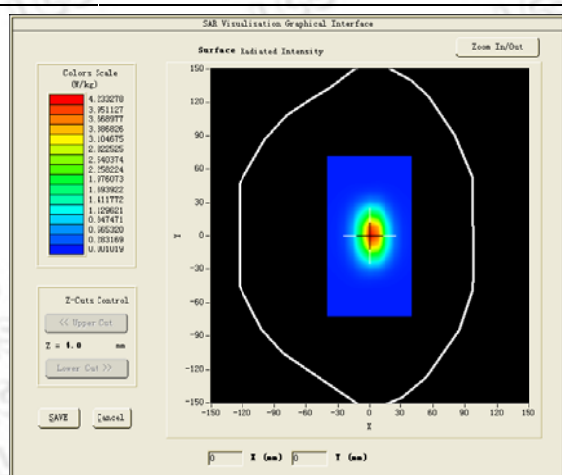 SAR Visualisation Graphical Interface
Surface Radiated Intensity
Zoom In/Out
Colors Scale
(W/kg)
4.233278
3.951127
3.668977
3.386826
3.104675
2.822525
2.540374
2.258224
1.976073
1.693922
1.411772
1.129621
0.847471
0.565320
0.283169
0.001019
150
120
90
60
30
0
-30
-60
-90
-120
-150
Y
-150 -120 -90 -60 -30 0 30 60 90 120 150
X
Z-Cuts Control
<< Upper Cut
Z = 4.0 mm
Lower Cut >>
SAVE
Cancel
0 X (mm) 0 Y (mm)